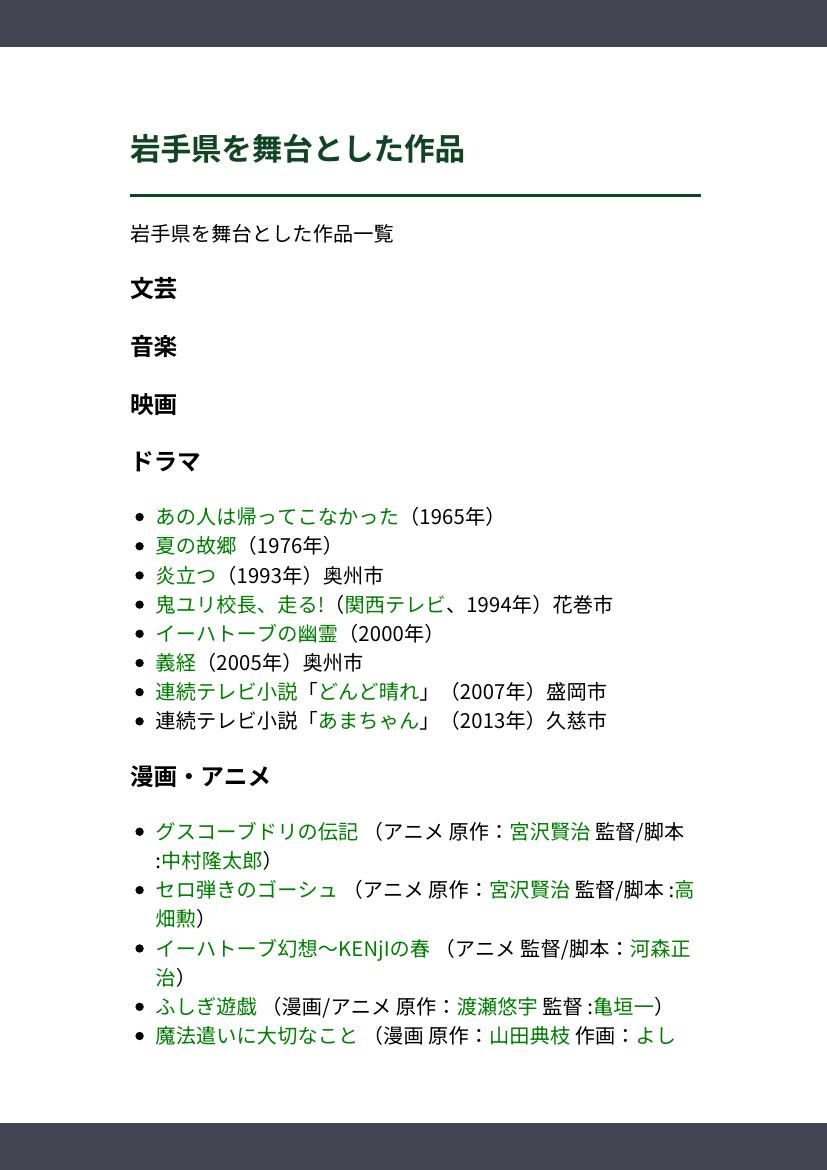 岩手県を舞台とした作品
岩手県を舞台とした作品一覧
文芸
音楽
映画
ドラマ
• あの人は帰ってこなかった（1965年）
• 夏の故郷（1976年）
• 炎立つ（1993年）奥州市
• 鬼ユリ校長、走る!（関西テレビ、1994年）花巻市
• イーハトーブの幽霊（2000年）
• 義経（2005年）奥州市
• 連続テレビ小説「どんど晴れ」（2007年）盛岡市
• 連続テレビ小説「あまちゃん」（2013年）久慈市
漫画・アニメ
• グスコーブドリの伝記 （アニメ 原作：宮沢賢治 監督/脚本
:中村隆太郎）
• セロ弾きのゴーシュ （アニメ 原作：宮沢賢治 監督/脚本 :高
畑勲）
• イーハトーブ幻想〜KENjIの春 （アニメ 監督/脚本：河森正
治）
• ふしぎ遊戯 （漫画/アニメ 原作：渡瀬悠宇 監督 :亀垣一）
• 魔法遣いに大切なこと （漫画 原作：山田典枝 作画：よし